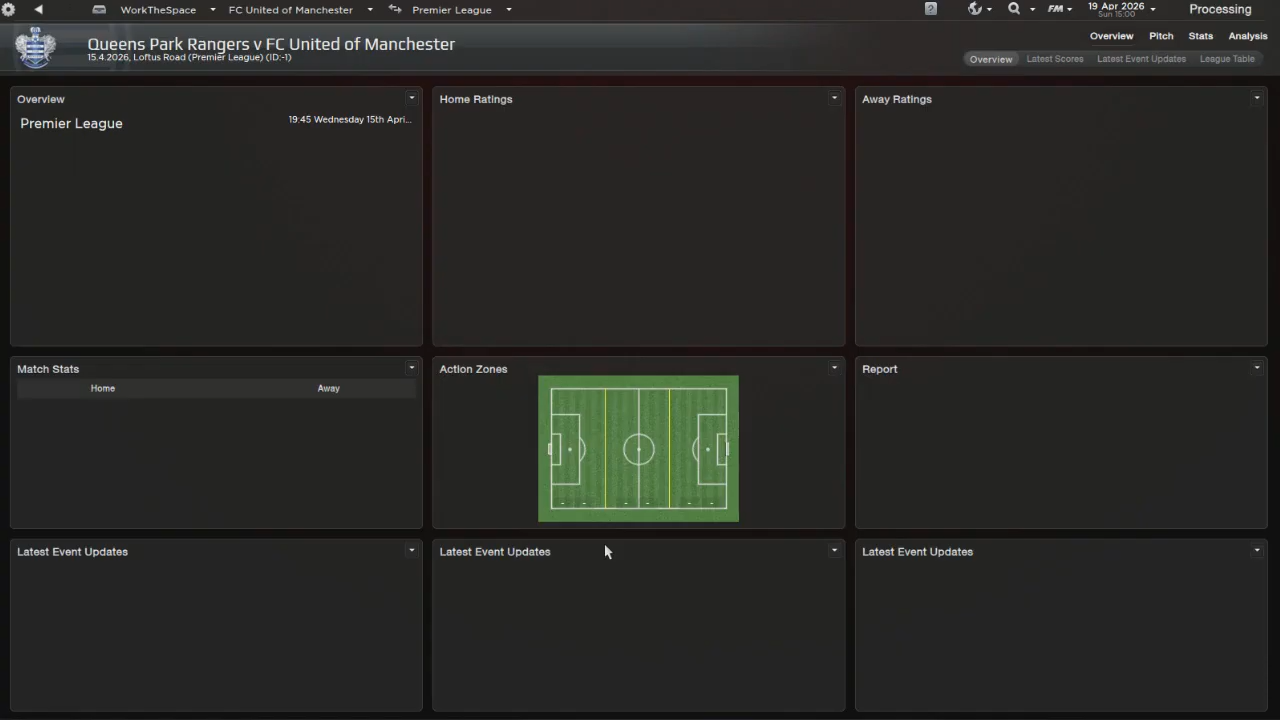 WorkTheSpace FC United of Manchester Premier League 2 FM 19 Apr 2026 Processing
Sun 15:00
Queens Park Rangers v FC United of Manchester
15.4.2026, Loftus Road (Premier League) (ID:-1)
Overview Pitch Stats Analysis
Overview Latest Scores Latest Event Updates League Table
Overview Home Ratings Away Ratings
Premier League 19:45 Wednesday 15th Apri...
Match Stats Action Zones Report
Home Away
Latest Event Updates Latest Event Updates Latest Event Updates